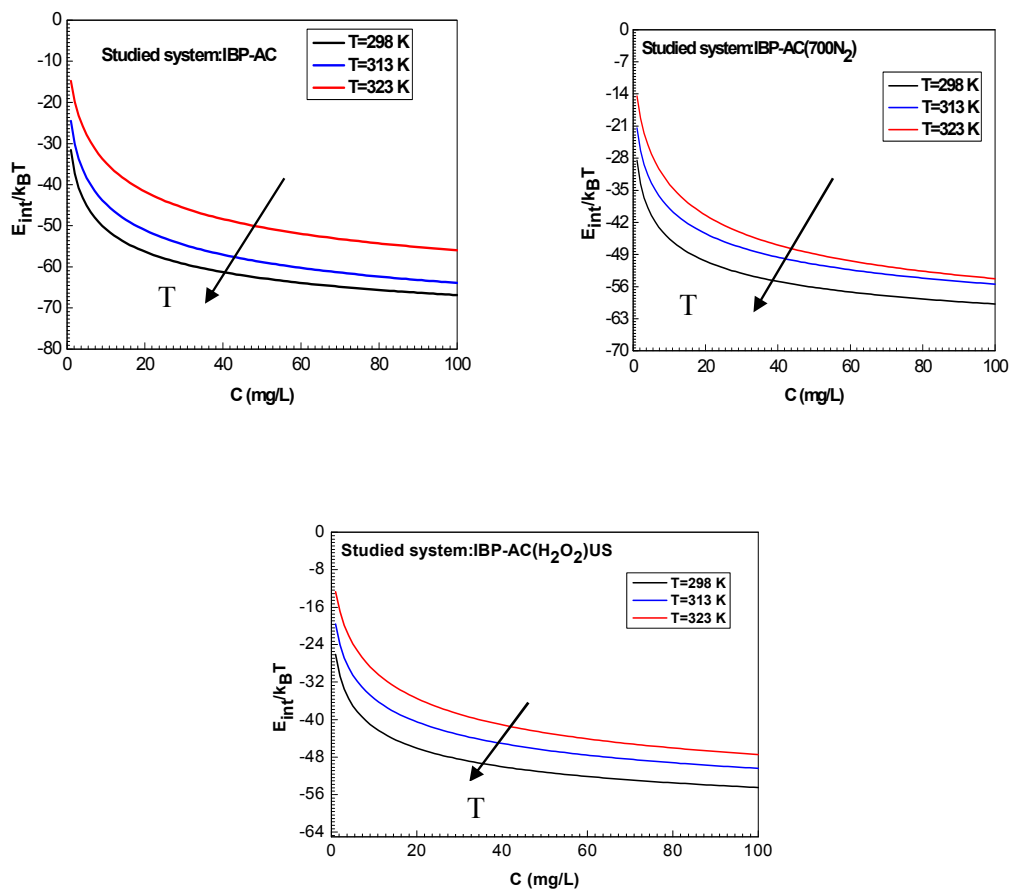 Studied system:IBP-AC
T=298 K
T=313 K
T=323 K
0
-10
-20
-30
-40
-50
-60
-70
-80
E_int/k_BT
T
0 20 40 60 80 100
C (mg/L)
Studied system:IBP-AC(700N₂)
T=298 K
T=313 K
T=323 K
0
-7
-14
-21
-28
-35
-42
-49
-56
-63
-70
E_int/k_BT
T
0 20 40 60 80 100
C (mg/L)
Studied system:IBP-AC(H₂O₂)US
T=298 K
T=313 K
T=323 K
0
-8
-16
-24
-32
-40
-48
-56
-64
E_int/k_BT
T
0 20 40 60 80 100
C (mg/L)